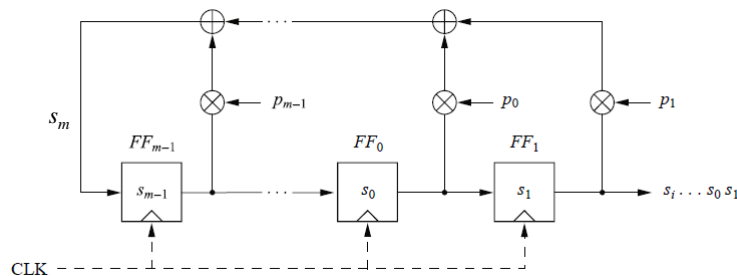 s_m
p_{m−1}
p_0
p_1
FF_{m−1}
FF_0
FF_1
s_{m−1}
s_0
s_1
s_i . . . s_0 s_1
CLK